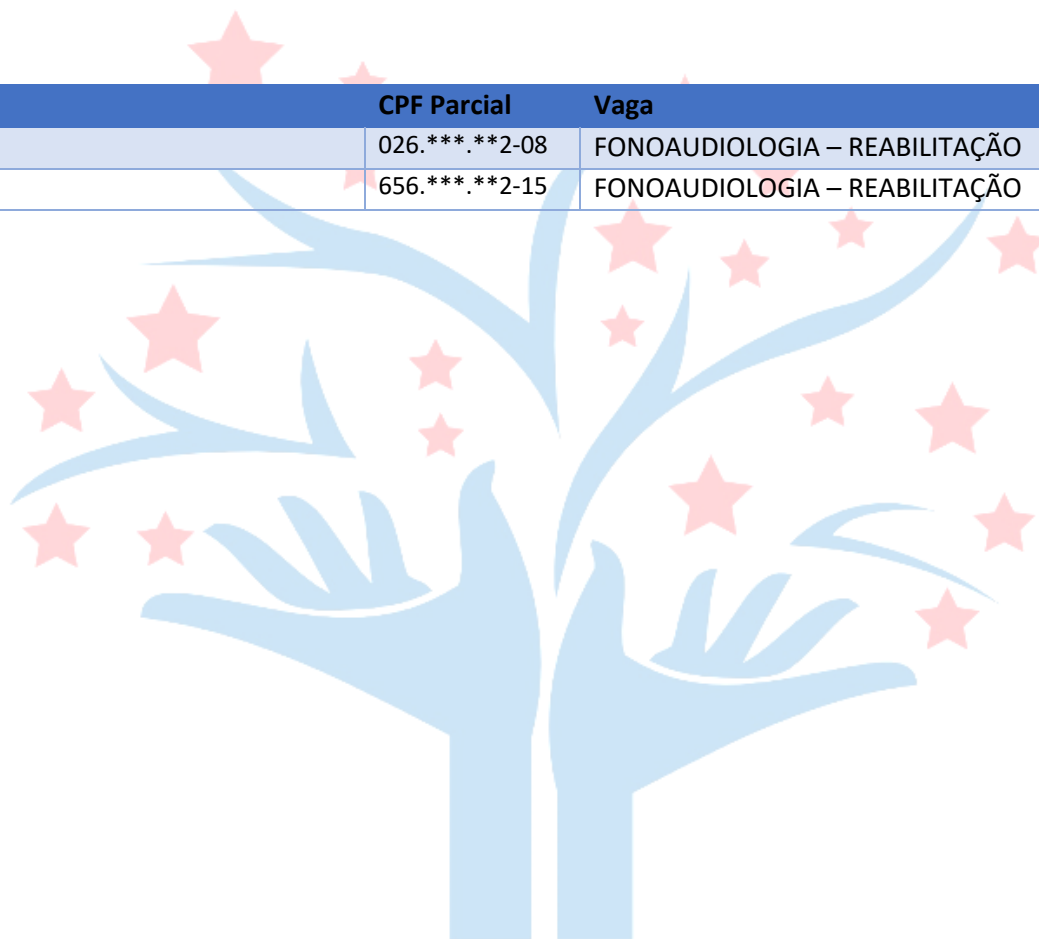 CPF Parcial Vaga
026.***.**2-08 FONOAUDIOLOGIA – REABILITAÇÃO
656.***.**2-15 FONOAUDIOLOGIA – REABILITAÇÃO